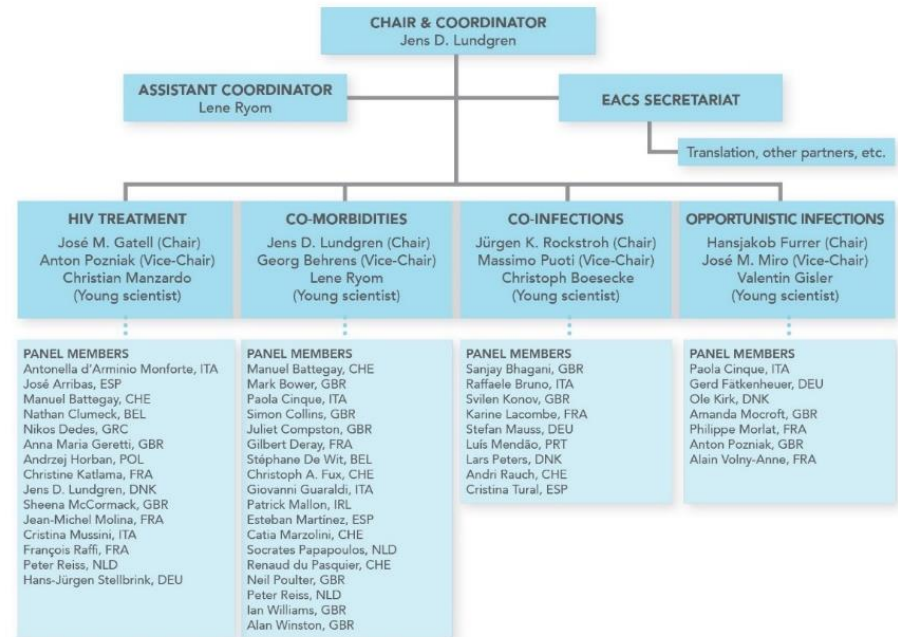 CHAIR & COORDINATOR
Jens D. Lundgren
ASSISTANT COORDINATOR
Lene Ryom
EACS SECRETARIAT
Translation, other partners, etc.
HIV TREATMENT
José M. Gatell (Chair)
Anton Pozniak (Vice-Chair)
Christian Manzardo
(Young scientist)
CO-MORBIDITIES
Jens D. Lundgren (Chair)
Georg Behrens (Vice-Chair)
Lene Ryom
(Young scientist)
CO-INFECTIONS
Jürgen K. Rockstroh (Chair)
Massimo Puoti (Vice-Chair)
Christoph Boesecke
(Young scientist)
OPPORTUNISTIC INFECTIONS
Hansjakob Furrer (Chair)
José M. Miro (Vice-Chair)
Valentin Gisler
(Young scientist)
PANEL MEMBERS
Antonella d'Arminio Monforte, ITA
José Arribas, ESP
Manuel Battegay, CHE
Nathan Clumeck, BEL
Nikos Dedes, GRC
Anna Maria Geretti, GBR
Andrzej Horban, POL
Christine Katlama, FRA
Jens D. Lundgren, DNK
Sheena McCormack, GBR
Jean-Michel Molina, FRA
Cristina Mussini, ITA
François Raffi, FRA
Peter Reiss, NLD
Hans-Jürgen Stellbrink, DEU
PANEL MEMBERS
Manuel Battegay, CHE
Mark Bower, GBR
Paola Cinque, ITA
Simon Collins, GBR
Juliet Compston, GBR
Gilbert Deray, FRA
Stéphane De Wit, BEL
Christoph A. Fux, CHE
Giovanni Guaraldi, ITA
Patrick Mallon, IRL
Esteban Martínez, ESP
Catia Marzolini, CHE
Socrates Papapoulos, NLD
Renaud du Pasquier, CHE
Neil Poulter, GBR
Peter Reiss, NLD
Ian Williams, GBR
Alan Winston, GBR
PANEL MEMBERS
Sanjay Bhagani, GBR
Raffaele Bruno, ITA
Svilen Konov, GBR
Karine Lacombe, FRA
Stefan Mauss, DEU
Luís Mendão, PRT
Lars Peters, DNK
Andri Rauch, CHE
Cristina Tural, ESP
PANEL MEMBERS
Paola Cinque, ITA
Gerd Fätkenheuer, DEU
Ole Kirk, DNK
Amanda Mocroft, GBR
Philippe Morlat, FRA
Anton Pozniak, GBR
Alain Volny-Anne, FRA